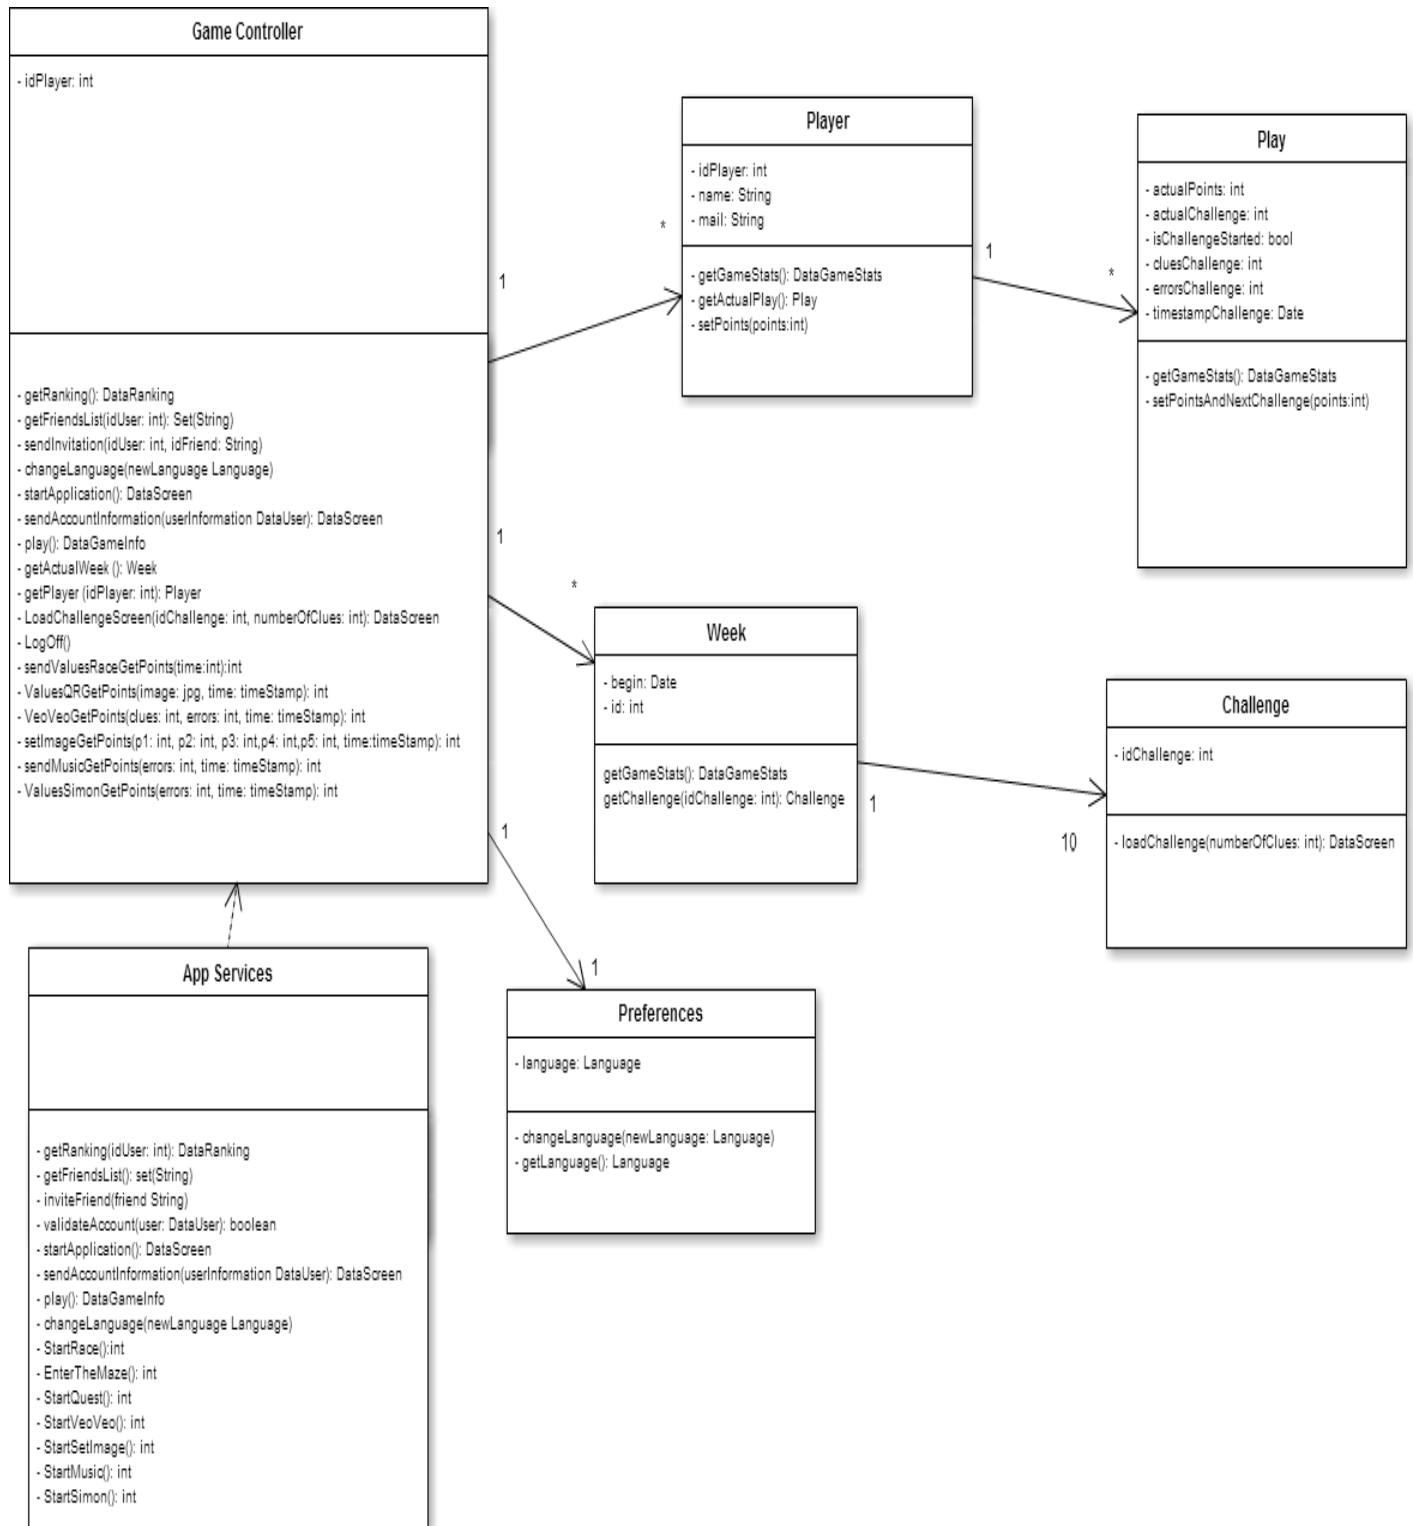 Game Controller
- idPlayer: int
- getRanking(): DataRanking
- getFriendsList(idUser: int): Set(String)
- sendInvitation(idUser: int, idFriend: String)
- changeLanguage(newLanguage Language)
- startApplication(): DataScreen
- sendAccountInformation(userInformation DataUser): DataScreen
- play(): DataGameInfo
- getActualWeek (): Week
- getPlayer (idPlayer: int): Player
- LoadChallengeScreen(idChallenge: int, numberOfClues: int): DataScreen
- LogOff()
- sendValuesRaceGetPoints(time:int):int
- ValuesQRGetPoints(image: jpg, time: timeStamp): int
- VeoVeoGetPoints(clues: int, errors: int, time: timeStamp): int
- setImageGetPoints(p1: int, p2: int, p3: int,p4: int,p5: int, time:timeStamp): int
- sendMusicGetPoints(errors: int, time: timeStamp): int
- ValuesSimonGetPoints(errors: int, time: timeStamp): int
1
*
Player
- idPlayer: int
- name: String
- mail: String
- getGameStats(): DataGameStats
- getActualPlay(): Play
- setPoints(points:int)
1
*
Play
- actualPoints: int
- actualChallenge: int
- isChallengeStarted: bool
- cluesChallenge: int
- errorsChallenge: int
- timestampChallenge: Date
- getGameStats(): DataGameStats
- setPointsAndNextChallenge(points:int)
1
*
Week
- begin: Date
- id: int
getGameStats(): DataGameStats
getChallenge(idChallenge: int): Challenge
1
10
Challenge
- idChallenge: int
- loadChallenge(numberOfClues: int): DataScreen
1
1
Preferences
- language: Language
- changeLanguage(newLanguage: Language)
- getLanguage(): Language
App Services
- getRanking(idUser: int): DataRanking
- getFriendsList(): set(String)
- inviteFriend(friend String)
- validateAccount(user: DataUser): boolean
- startApplication(): DataScreen
- sendAccountInformation(userInformation DataUser): DataScreen
- play(): DataGameInfo
- changeLanguage(newLanguage Language)
- StartRace():int
- EnterTheMaze(): int
- StartQuest(): int
- StartVeoVeo(): int
- StartSetImage(): int
- StartMusic(): int
- StartSimon(): int